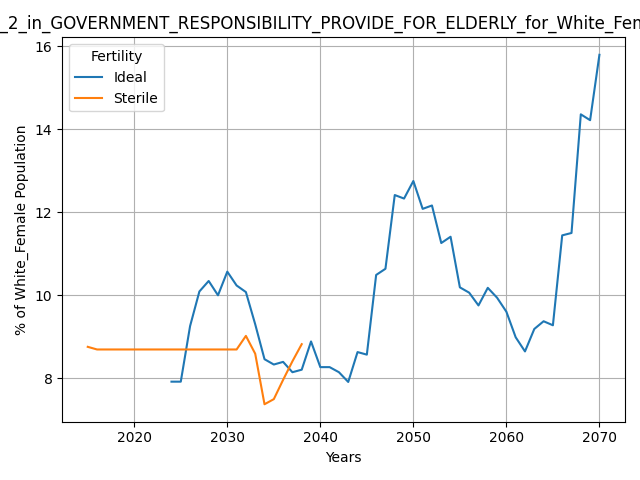 _2_in_GOVERNMENT_RESPONSIBILITY_PROVIDE_FOR_ELDERLY_for_White_Fem
Fertility
Ideal
Sterile
% of White_Female Population
16
14
12
10
8
2020 2030 2040 2050 2060 2070
Years